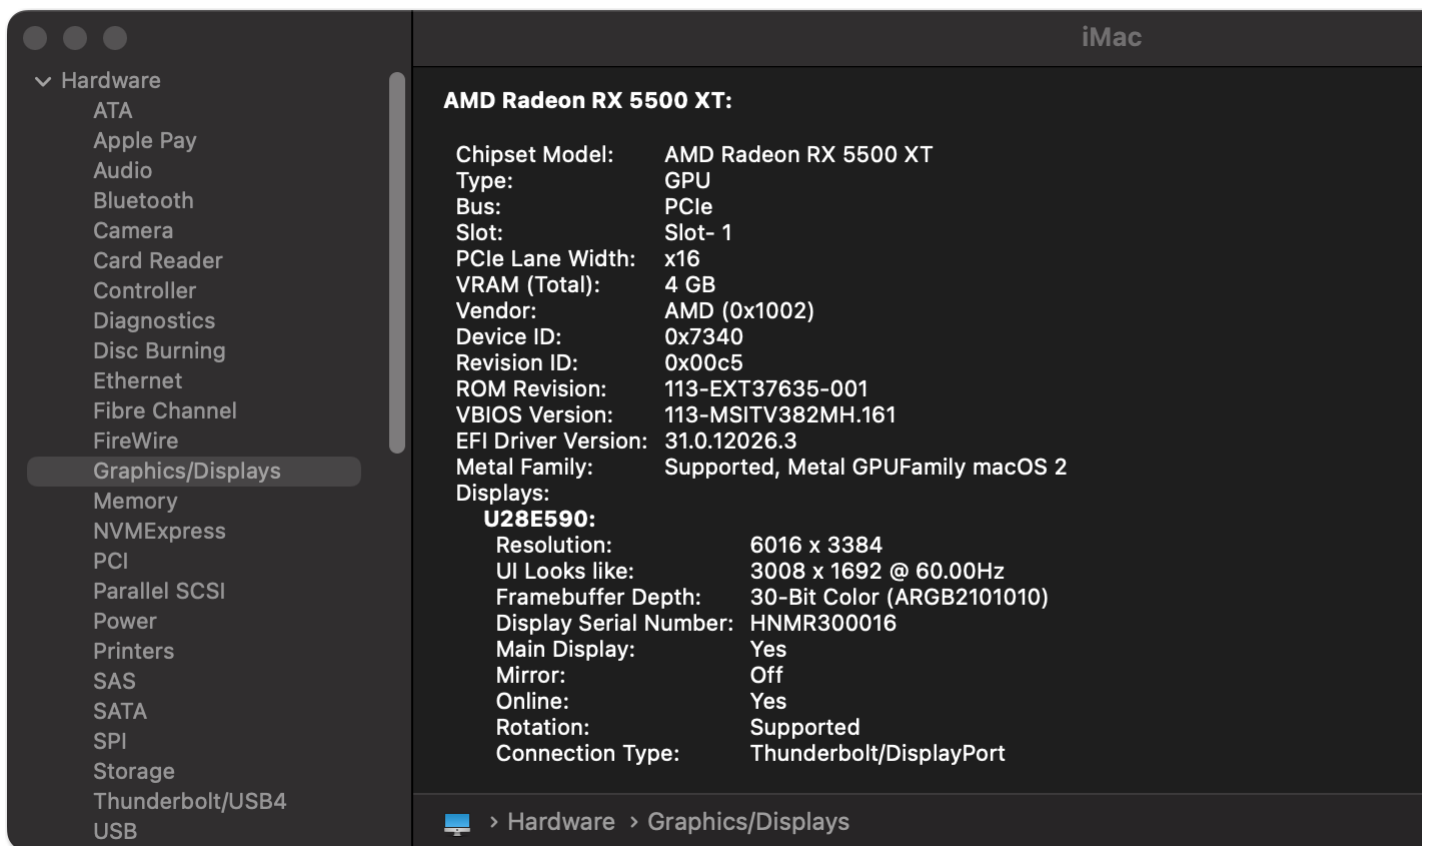 iMac
Hardware
ATA
Apple Pay
Audio
Bluetooth
Camera
Card Reader
Controller
Diagnostics
Disc Burning
Ethernet
Fibre Channel
FireWire
Graphics/Displays
Memory
NVMExpress
PCI
Parallel SCSI
Power
Printers
SAS
SATA
SPI
Storage
Thunderbolt/USB4
USB
AMD Radeon RX 5500 XT:
Chipset Model: AMD Radeon RX 5500 XT
Type: GPU
Bus: PCIe
Slot: Slot- 1
PCIe Lane Width: x16
VRAM (Total): 4 GB
Vendor: AMD (0x1002)
Device ID: 0x7340
Revision ID: 0x00c5
ROM Revision: 113-EXT37635-001
VBIOS Version: 113-MSITV382MH.161
EFI Driver Version: 31.0.12026.3
Metal Family: Supported, Metal GPUFamily macOS 2
Displays:
U28E590:
Resolution: 6016 x 3384
UI Looks like: 3008 x 1692 @ 60.00Hz
Framebuffer Depth: 30-Bit Color (ARGB2101010)
Display Serial Number: HNMR300016
Main Display: Yes
Mirror: Off
Online: Yes
Rotation: Supported
Connection Type: Thunderbolt/DisplayPort
› Hardware › Graphics/Displays